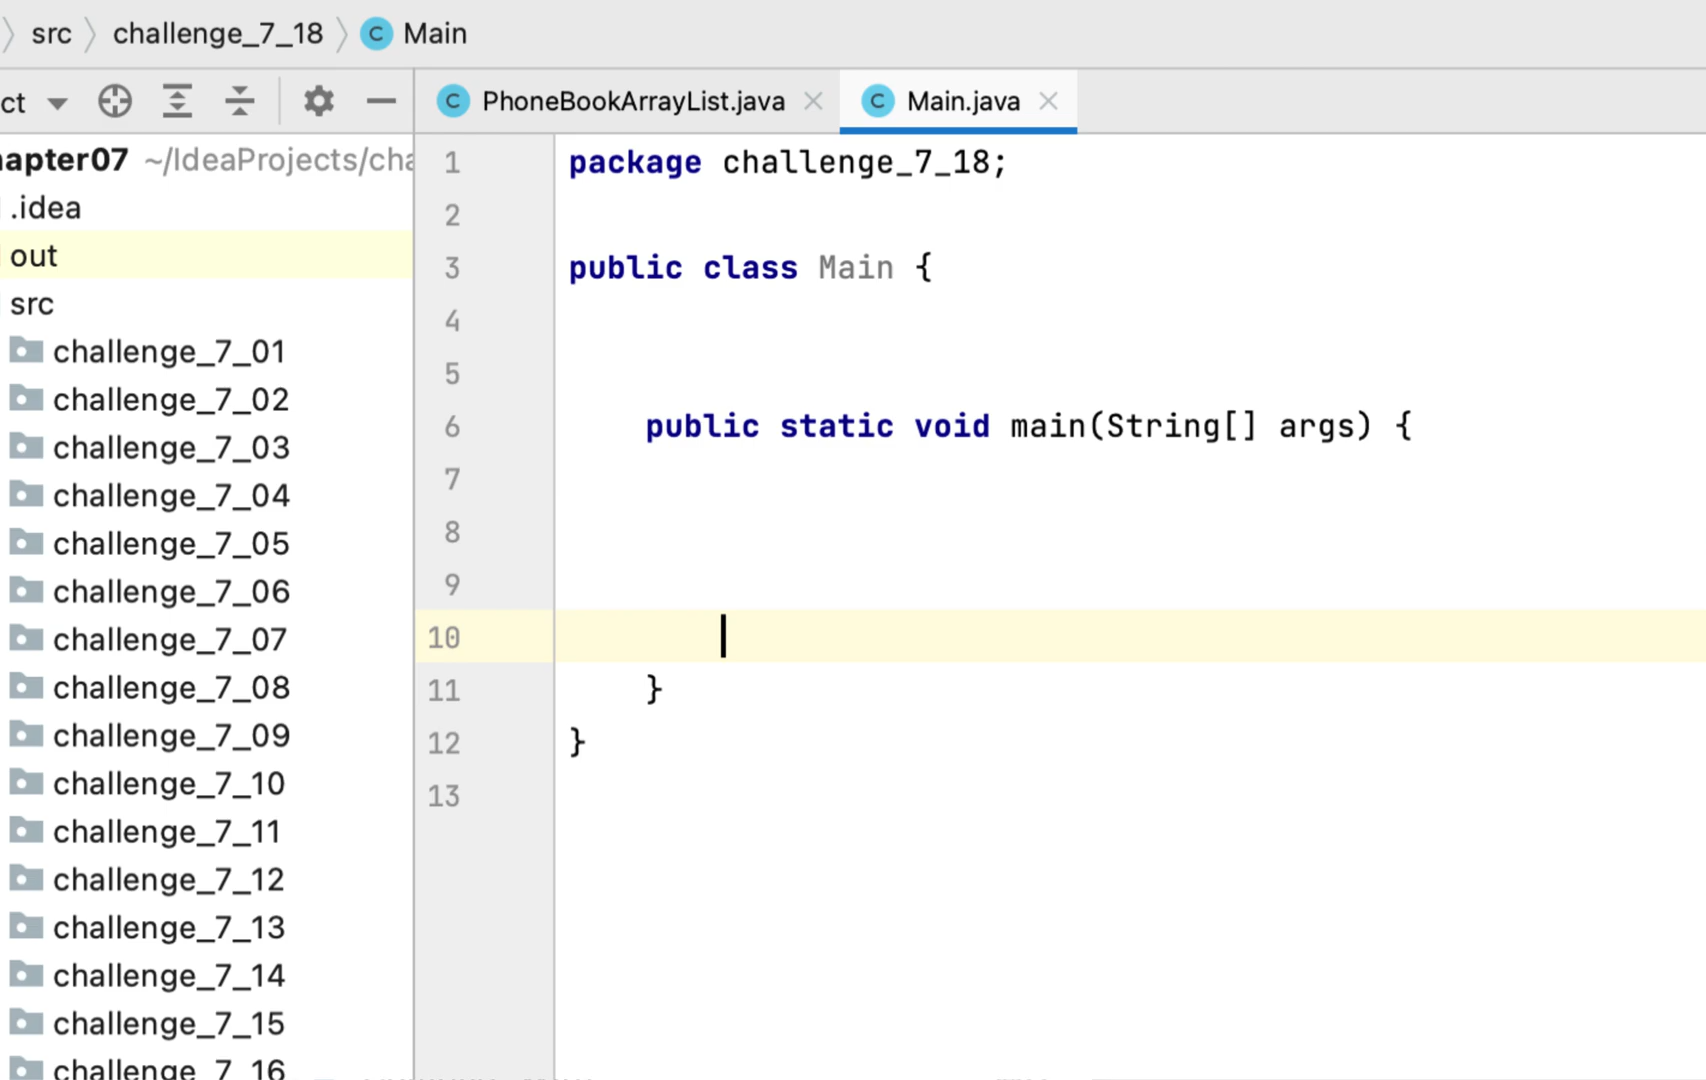 src challenge_7_18 C Main
ct
C PhoneBookArrayList.java
C Main.java
apter07 ~/IdeaProjects/cha
.idea
out
src
challenge_7_01
challenge_7_02
challenge_7_03
challenge_7_04
challenge_7_05
challenge_7_06
challenge_7_07
challenge_7_08
challenge_7_09
challenge_7_10
challenge_7_11
challenge_7_12
challenge_7_13
challenge_7_14
challenge_7_15
challenge_7_16
1 package challenge_7_18;
2
3 public class Main {
4
5
6 public static void main(String[] args) {
7
8
9
10
11 }
12 }
13